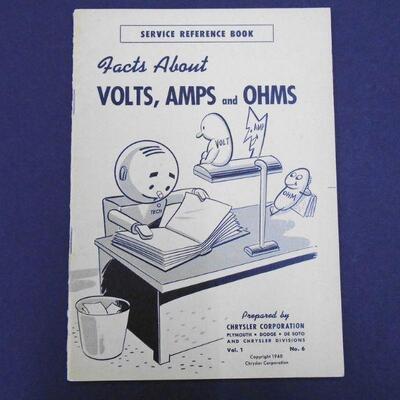 SERVICE REFERENCE BOOK
Facts About
VOLTS, AMPS and OHMS
VOLT
AMP
OHM
TECH
Prepared by
CHRYSLER CORPORATION
PLYMOUTH • DODGE • DE SOTO
AND CHRYSLER DIVISIONS
Vol. 1 No. 6
Copyright 1948
Chrysler Corporation